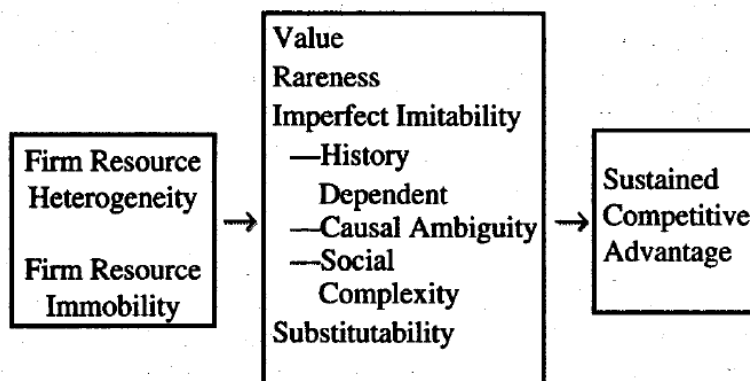 Firm Resource
Heterogeneity
Firm Resource
Immobility
Value
Rareness
Imperfect Imitability
—History
Dependent
—Causal Ambiguity
—Social
Complexity
Substitutability
Sustained
Competitive
Advantage